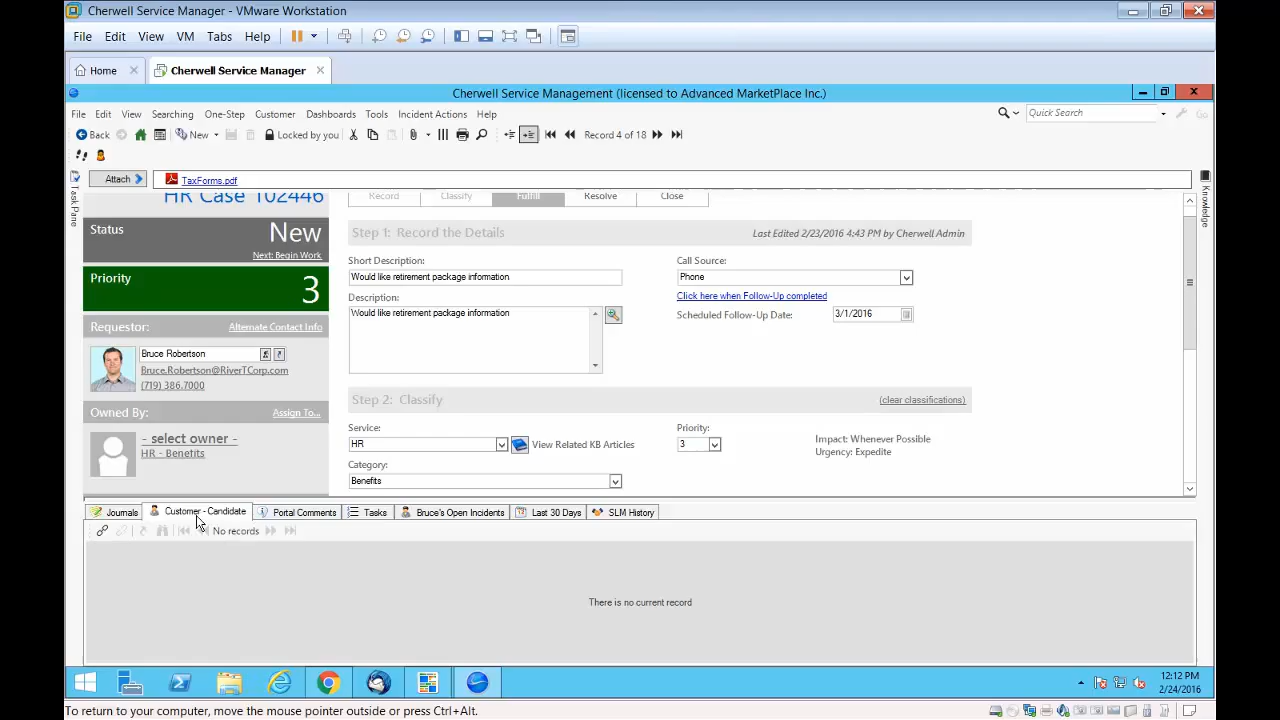 Cherwell Service Manager - VMware Workstation
File Edit View VM Tabs Help
Home Cherwell Service Manager
Cherwell Service Management (licensed to Advanced MarketPlace Inc.)
File Edit View Searching One-Step Customer Dashboards Tools Incident Actions Help Quick Search
Back New Locked by you Record 4 of 18 Go
Attach TaxForms.pdf
Task Pane
Knowledge
HR Case 102446
Record Classify Fulfill Resolve Close
Status New
Next: Begin Work
Priority 3
Requestor: Alternate Contact Info
Bruce Robertson
Bruce.Robertson@RiverTCorp.com
(719) 386.7000
Owned By: Assign To...
- select owner -
HR - Benefits
Step 1: Record the Details Last Edited 2/23/2016 4:43 PM by Cherwell Admin
Short Description: Call Source:
Would like retirement package information Phone
Description: Click here when Follow-Up completed
Would like retirement package information Scheduled Follow-Up Date: 3/1/2016
Step 2: Classify (clear classifications)
Service: Priority:
HR View Related KB Articles 3 Impact: Whenever Possible
Urgency: Expedite
Category:
Benefits
Journals Customer - Candidate Portal Comments Tasks Bruce's Open Incidents Last 30 Days SLM History
No records
There is no current record
12:12 PM
2/24/2016
To return to your computer, move the mouse pointer outside or press Ctrl+Alt.